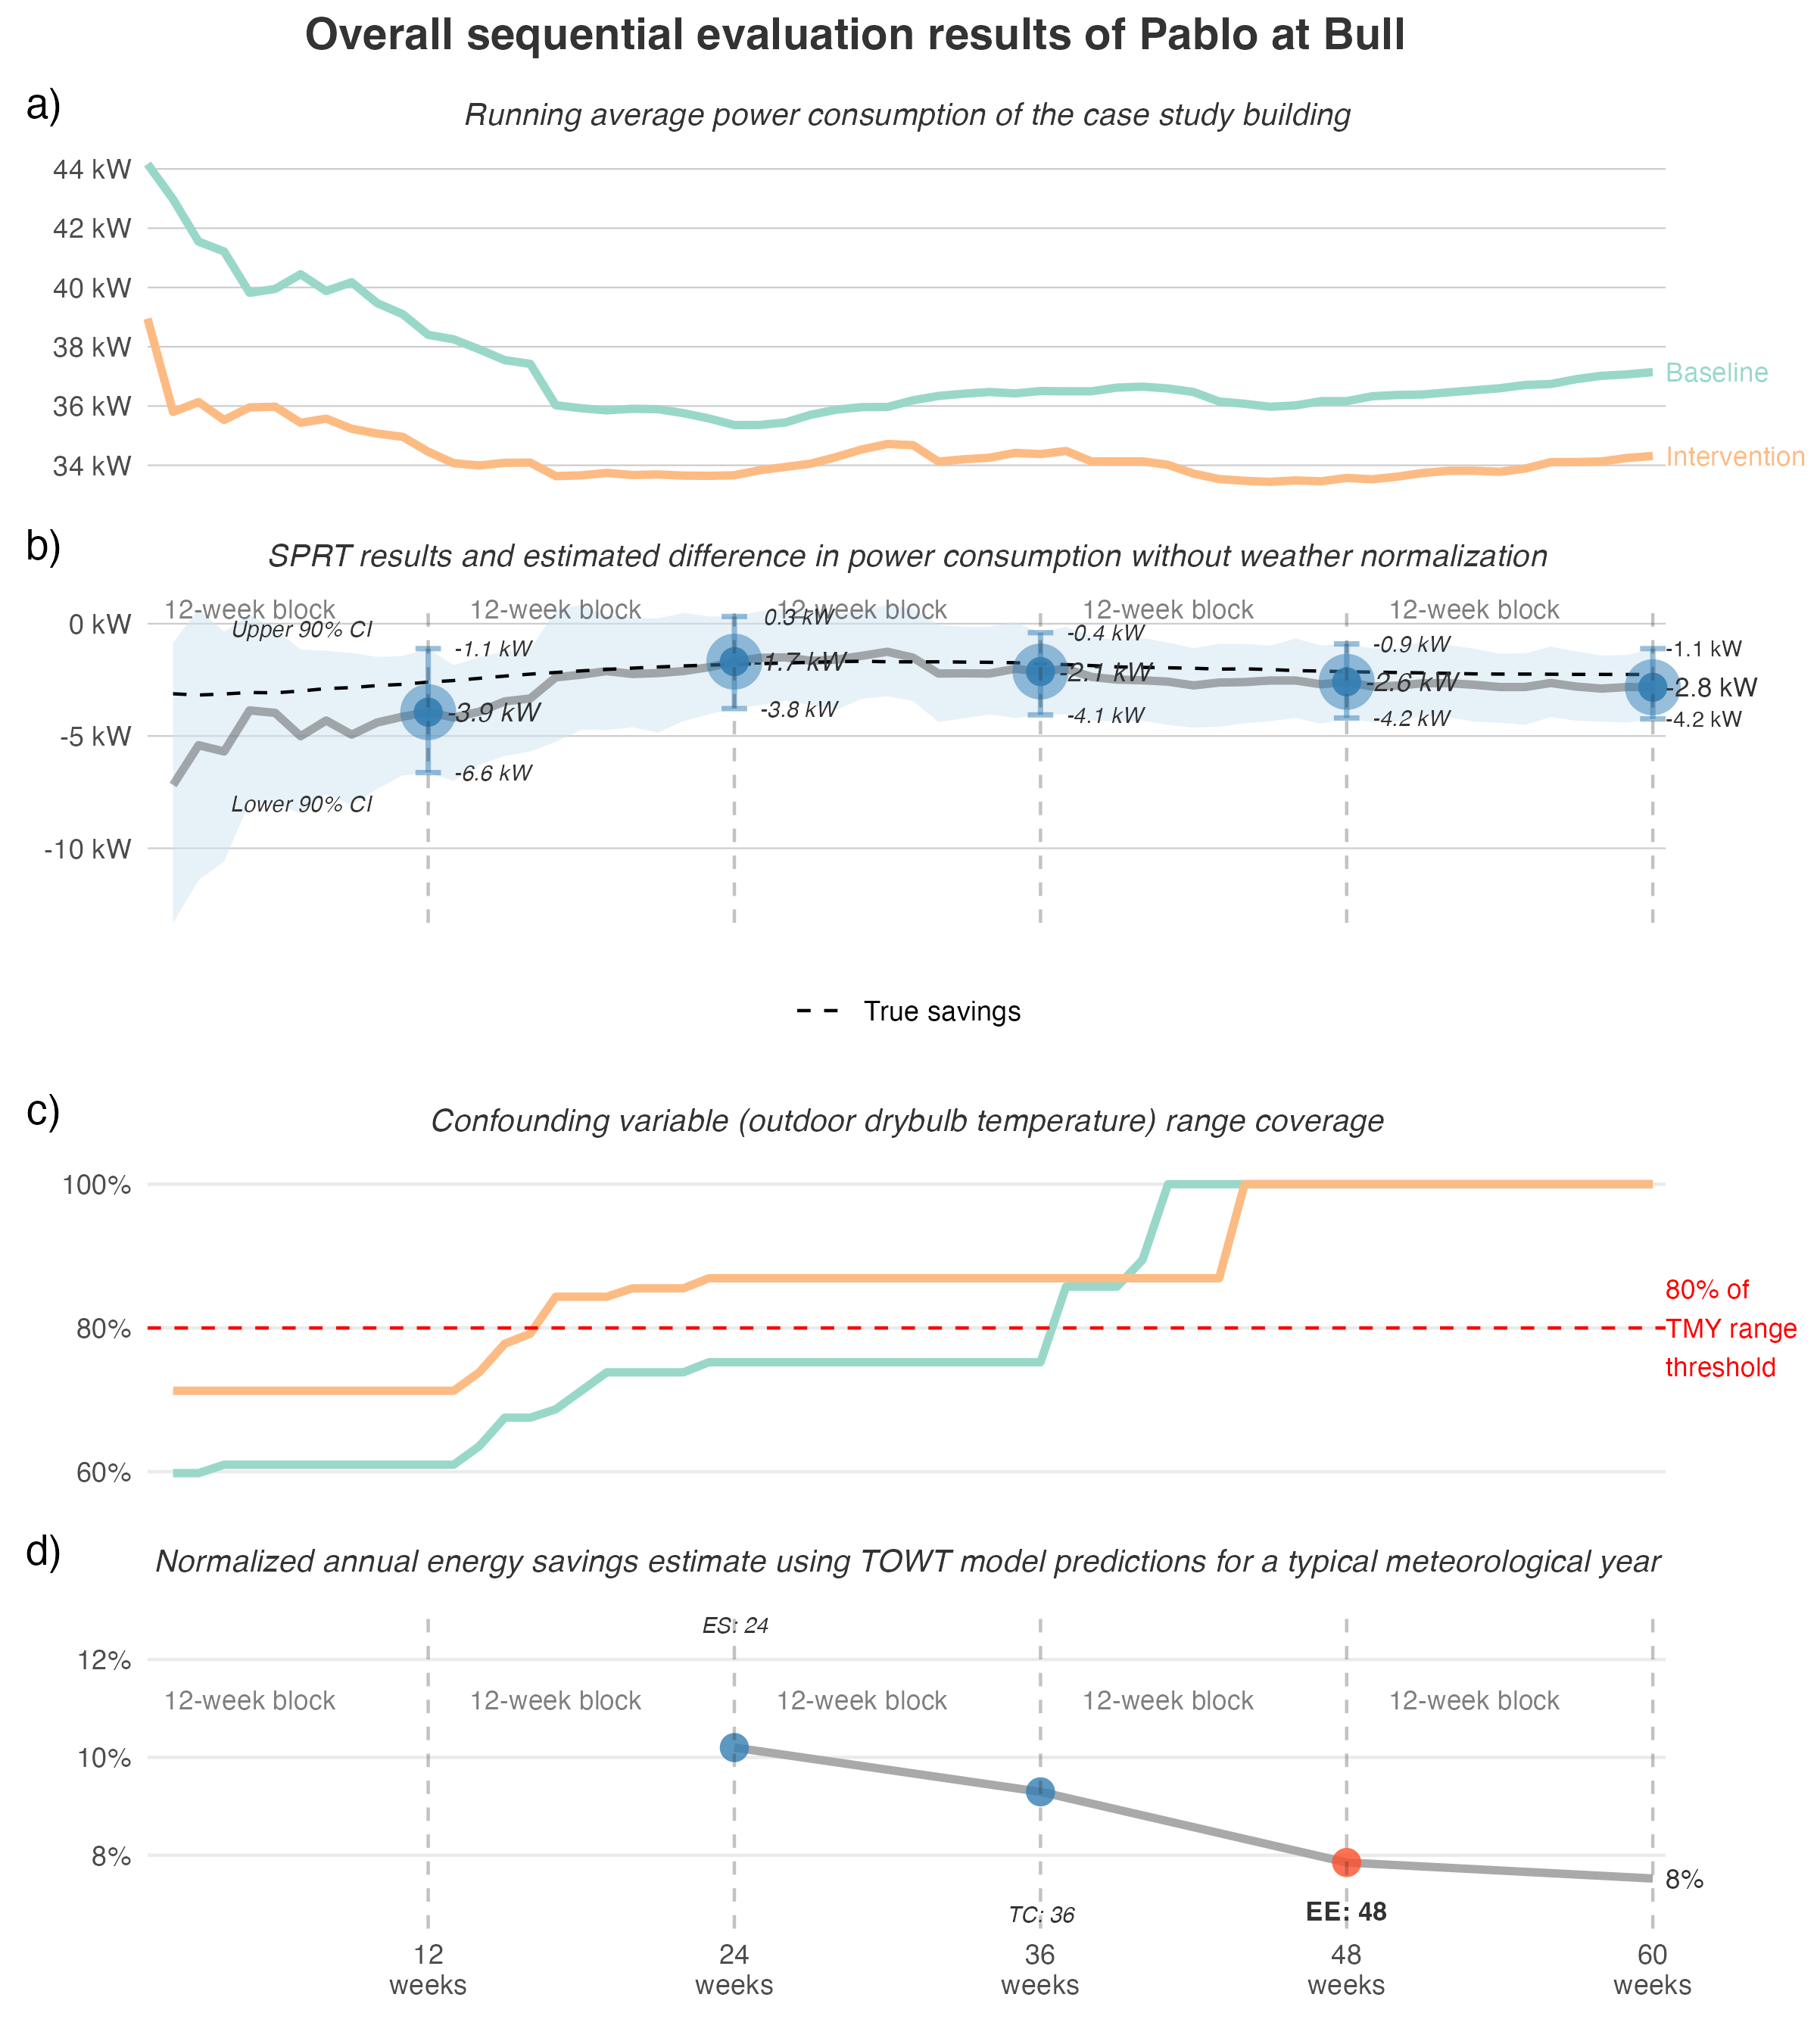 Overall sequential evaluation results of Pablo at Bull
a)
Running average power consumption of the case study building
44 kW
42 kW
40 kW
38 kW
36 kW
34 kW
Baseline
Intervention
b)
SPRT results and estimated difference in power consumption without weather normalization
12-week block 12-week block 12-week block 12-week block 12-week block
0 kW
-5 kW
-10 kW
Upper 90% CI
Lower 90% CI
-1.1 kW
-3.9 kW
-6.6 kW
0.3 kW
-1.7 kW
-3.8 kW
-0.4 kW
-2.1 kW
-4.1 kW
-0.9 kW
-2.6 kW
-4.2 kW
-1.1 kW
-2.8 kW
-4.2 kW
True savings
c)
Confounding variable (outdoor drybulb temperature) range coverage
100%
80%
60%
80% of
TMY range
threshold
d)
Normalized annual energy savings estimate using TOWT model predictions for a typical meteorological year
ES: 24
12%
12-week block 12-week block 12-week block 12-week block 12-week block
10%
8%
8%
TC: 36
EE: 48
12 24 36 48 60
weeks weeks weeks weeks weeks